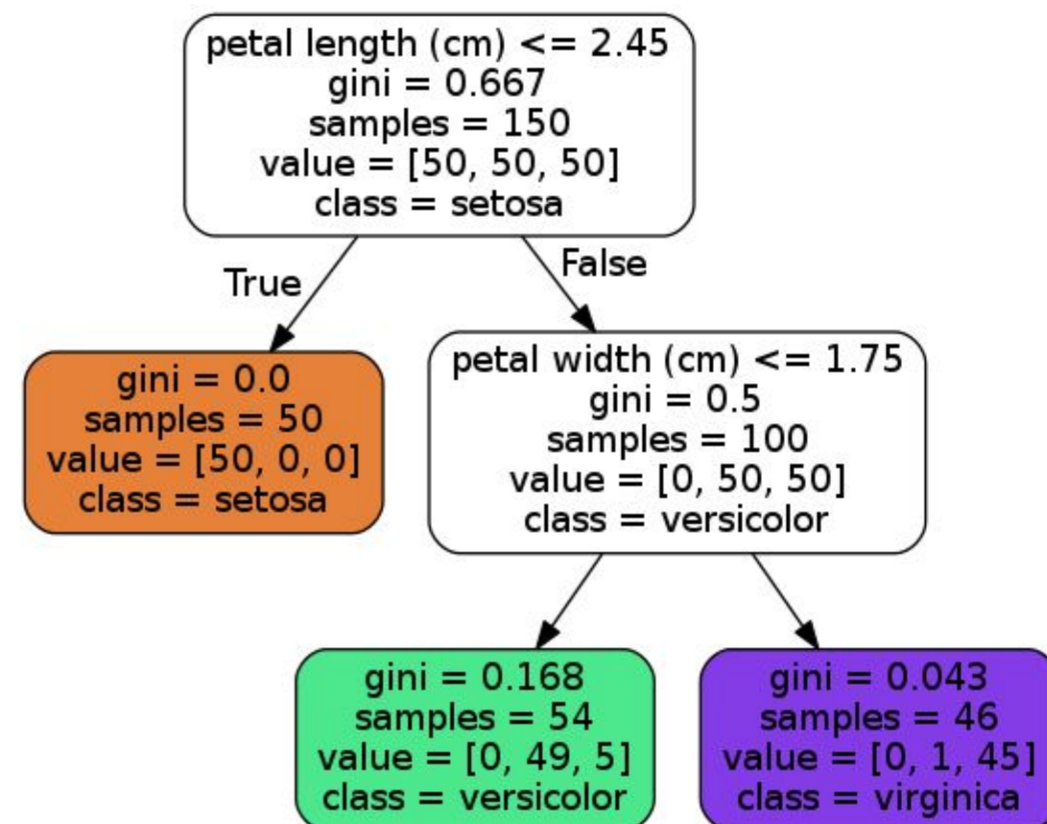 petal length (cm) <= 2.45
gini = 0.667
samples = 150
value = [50, 50, 50]
class = setosa
True
False
gini = 0.0
samples = 50
value = [50, 0, 0]
class = setosa
petal width (cm) <= 1.75
gini = 0.5
samples = 100
value = [0, 50, 50]
class = versicolor
gini = 0.168
samples = 54
value = [0, 49, 5]
class = versicolor
gini = 0.043
samples = 46
value = [0, 1, 45]
class = virginica